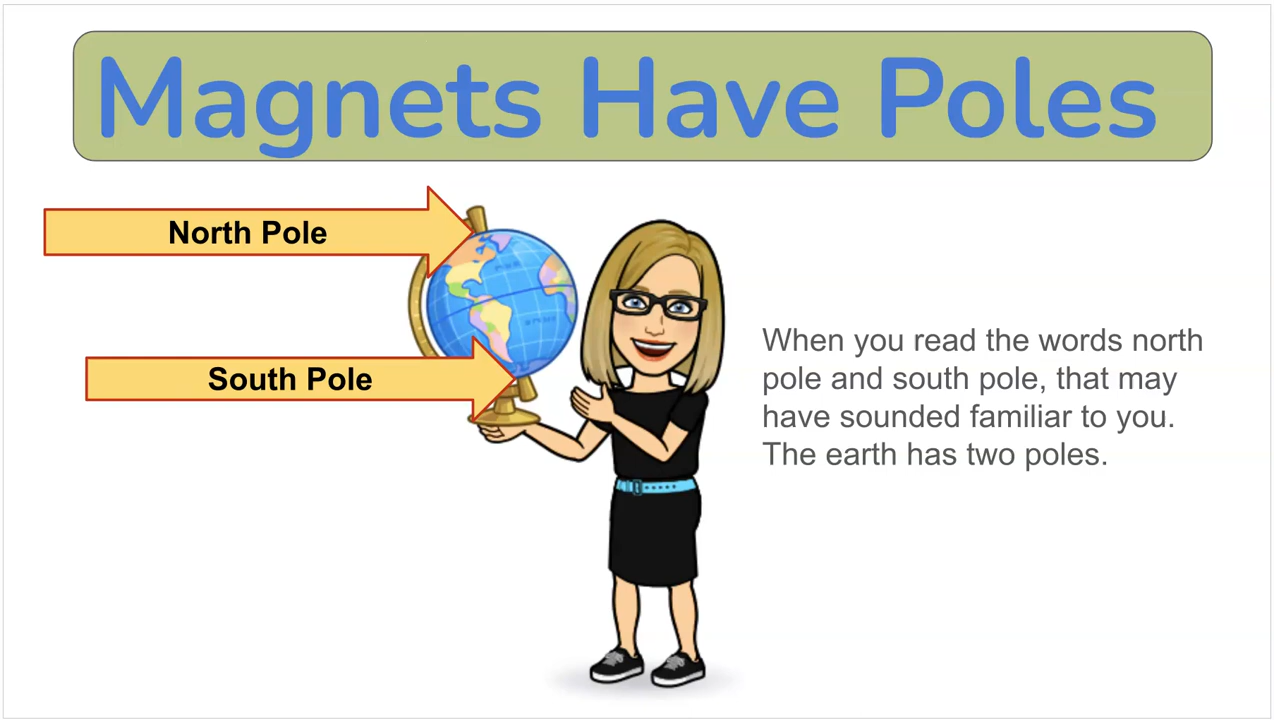 Magnets Have Poles
North Pole
South Pole
When you read the words north
pole and south pole, that may
have sounded familiar to you.
The earth has two poles.